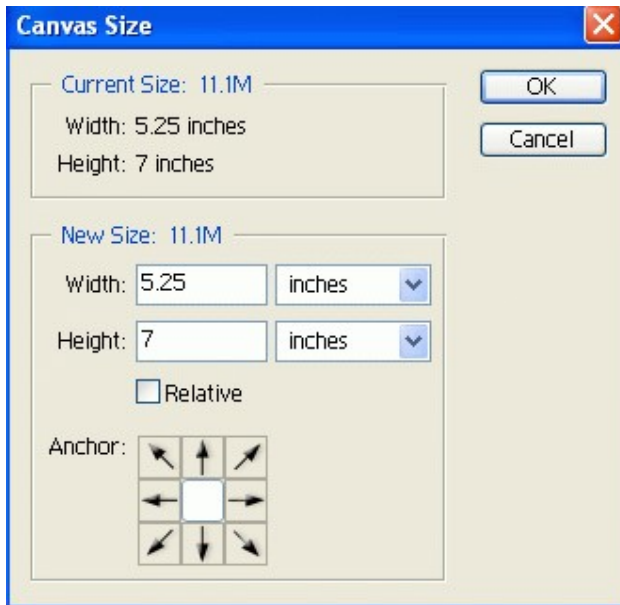 Canvas Size
Current Size: 11.1M
OK
Width: 5.25 inches
Cancel
Height: 7 inches
New Size: 11.1M
Width: 5.25 inches
Height: 7 inches
Relative
Anchor: